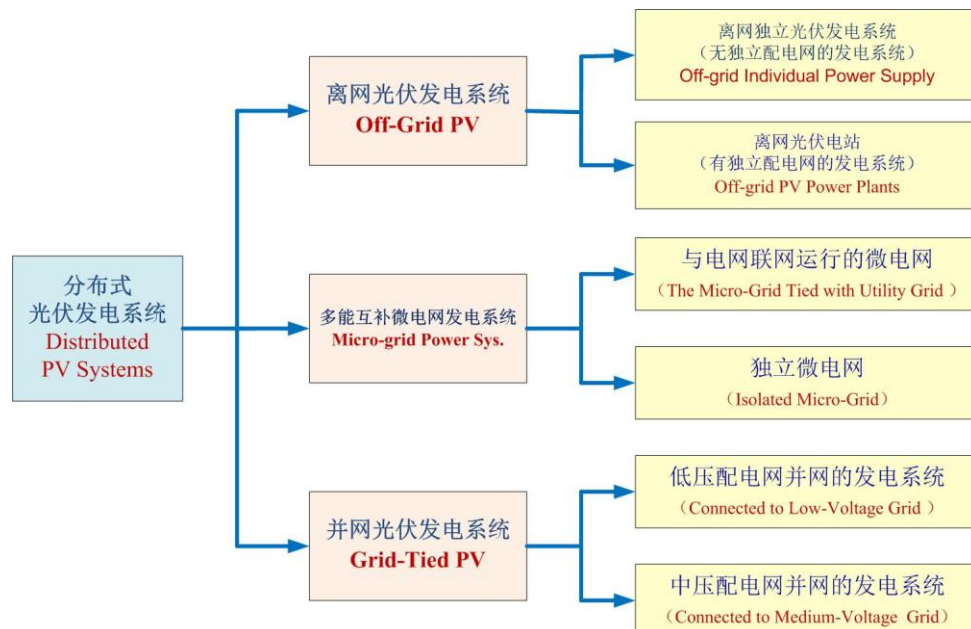 分布式
光伏发电系统
Distributed
PV Systems
离网光伏发电系统
Off-Grid PV
离网独立光伏发电系统
（无独立配电网的发电系统）
Off-grid Individual Power Supply
离网光伏电站
（有独立配电网的发电系统）
Off-grid PV Power Plants
多能互补微电网发电系统
Micro-grid Power Sys.
与电网联网运行的微电网
（The Micro-Grid Tied with Utility Grid ）
独立微电网
（Isolated Micro-Grid）
并网光伏发电系统
Grid-Tied PV
低压配电网并网的发电系统
（Connected to Low-Voltage Grid ）
中压配电网并网的发电系统
（Connected to Medium-Voltage Grid）